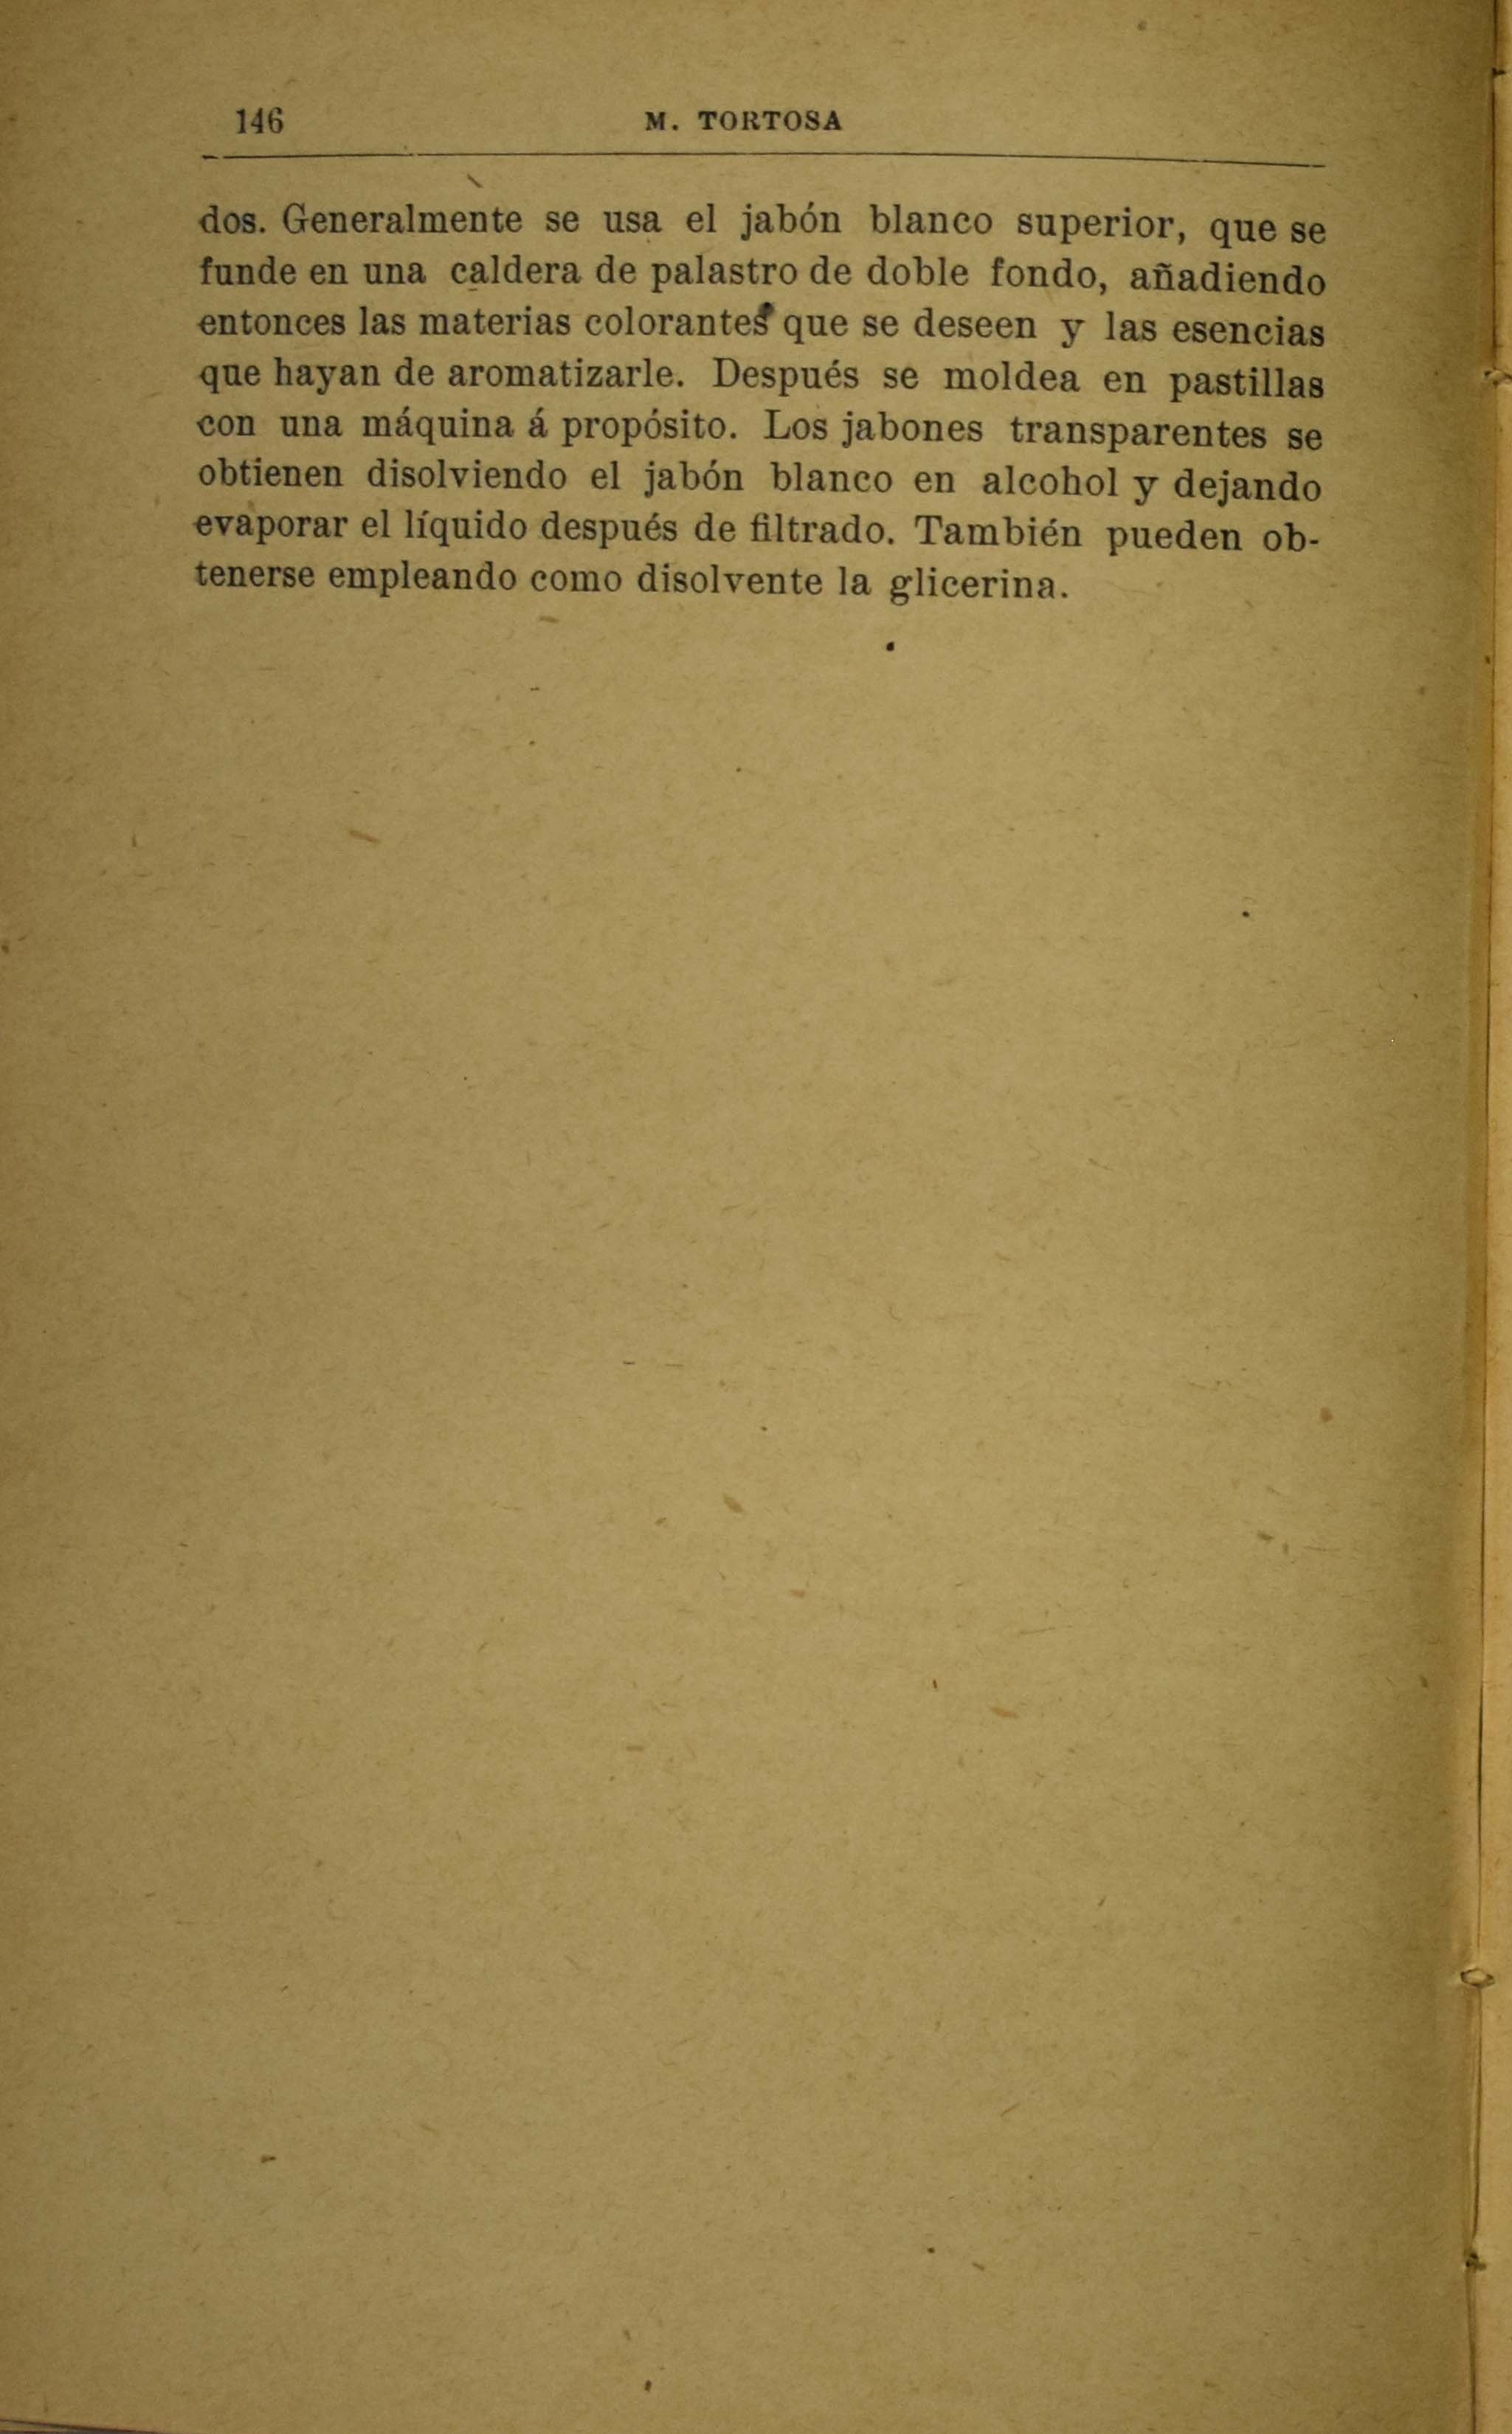 146 M. TORTOSA
dos. Generalmente se usa el jabón blanco superior, que se
funde en una caldera de palastro de doble fondo, añadiendo
entonces las materias colorantes que se deseen y las esencias
que hayan de aromatizarle. Después se moldea en pastillas
con una máquina á propósito. Los jabones transparentes se
obtienen disolviendo el jabón blanco en alcohol y dejando
evaporar el líquido después de filtrado. También pueden ob-
tenerse empleando como disolvente la glicerina.